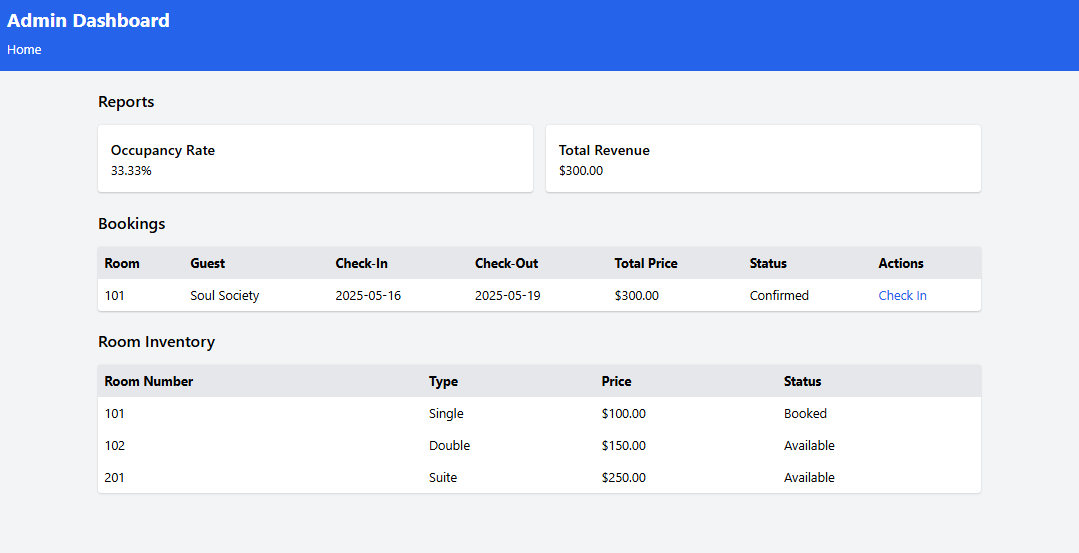 Admin Dashboard
Home
Reports
Occupancy Rate
33.33%
Total Revenue
$300.00
Bookings
Room Guest Check-In Check-Out Total Price Status Actions
101 Soul Society 2025-05-16 2025-05-19 $300.00 Confirmed Check In
Room Inventory
Room Number Type Price Status
101 Single $100.00 Booked
102 Double $150.00 Available
201 Suite $250.00 Available